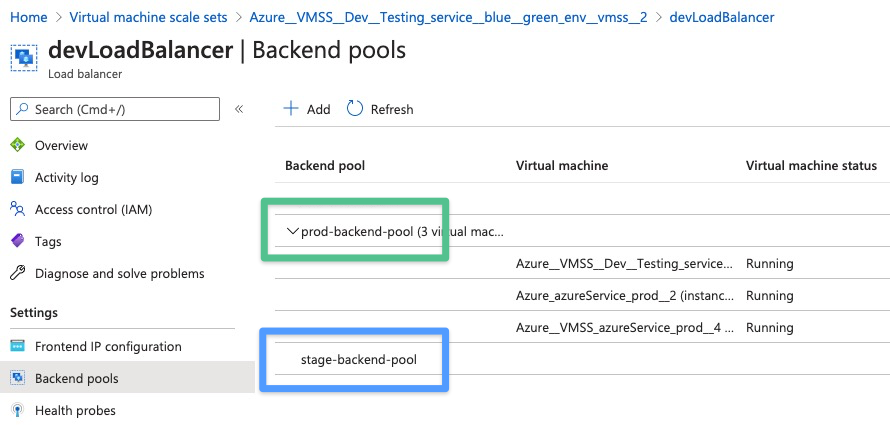 Home > Virtual machine scale sets > Azure__VMSS__Dev__Testing_service__blue__green_env__vmss__2 > devLoadBalancer
devLoadBalancer | Backend pools
Load balancer
Search (Cmd+/)
«
Add Refresh
Overview
Activity log
Access control (IAM)
Tags
Diagnose and solve problems
Settings
Frontend IP configuration
Backend pools
Health probes
Backend pool Virtual machine Virtual machine status
prod-backend-pool (3 virtual mac...
Azure__VMSS__Dev__Testing_service... Running
Azure_azureService_prod__2 (instanc... Running
Azure__VMSS_azureService_prod__4 ... Running
stage-backend-pool